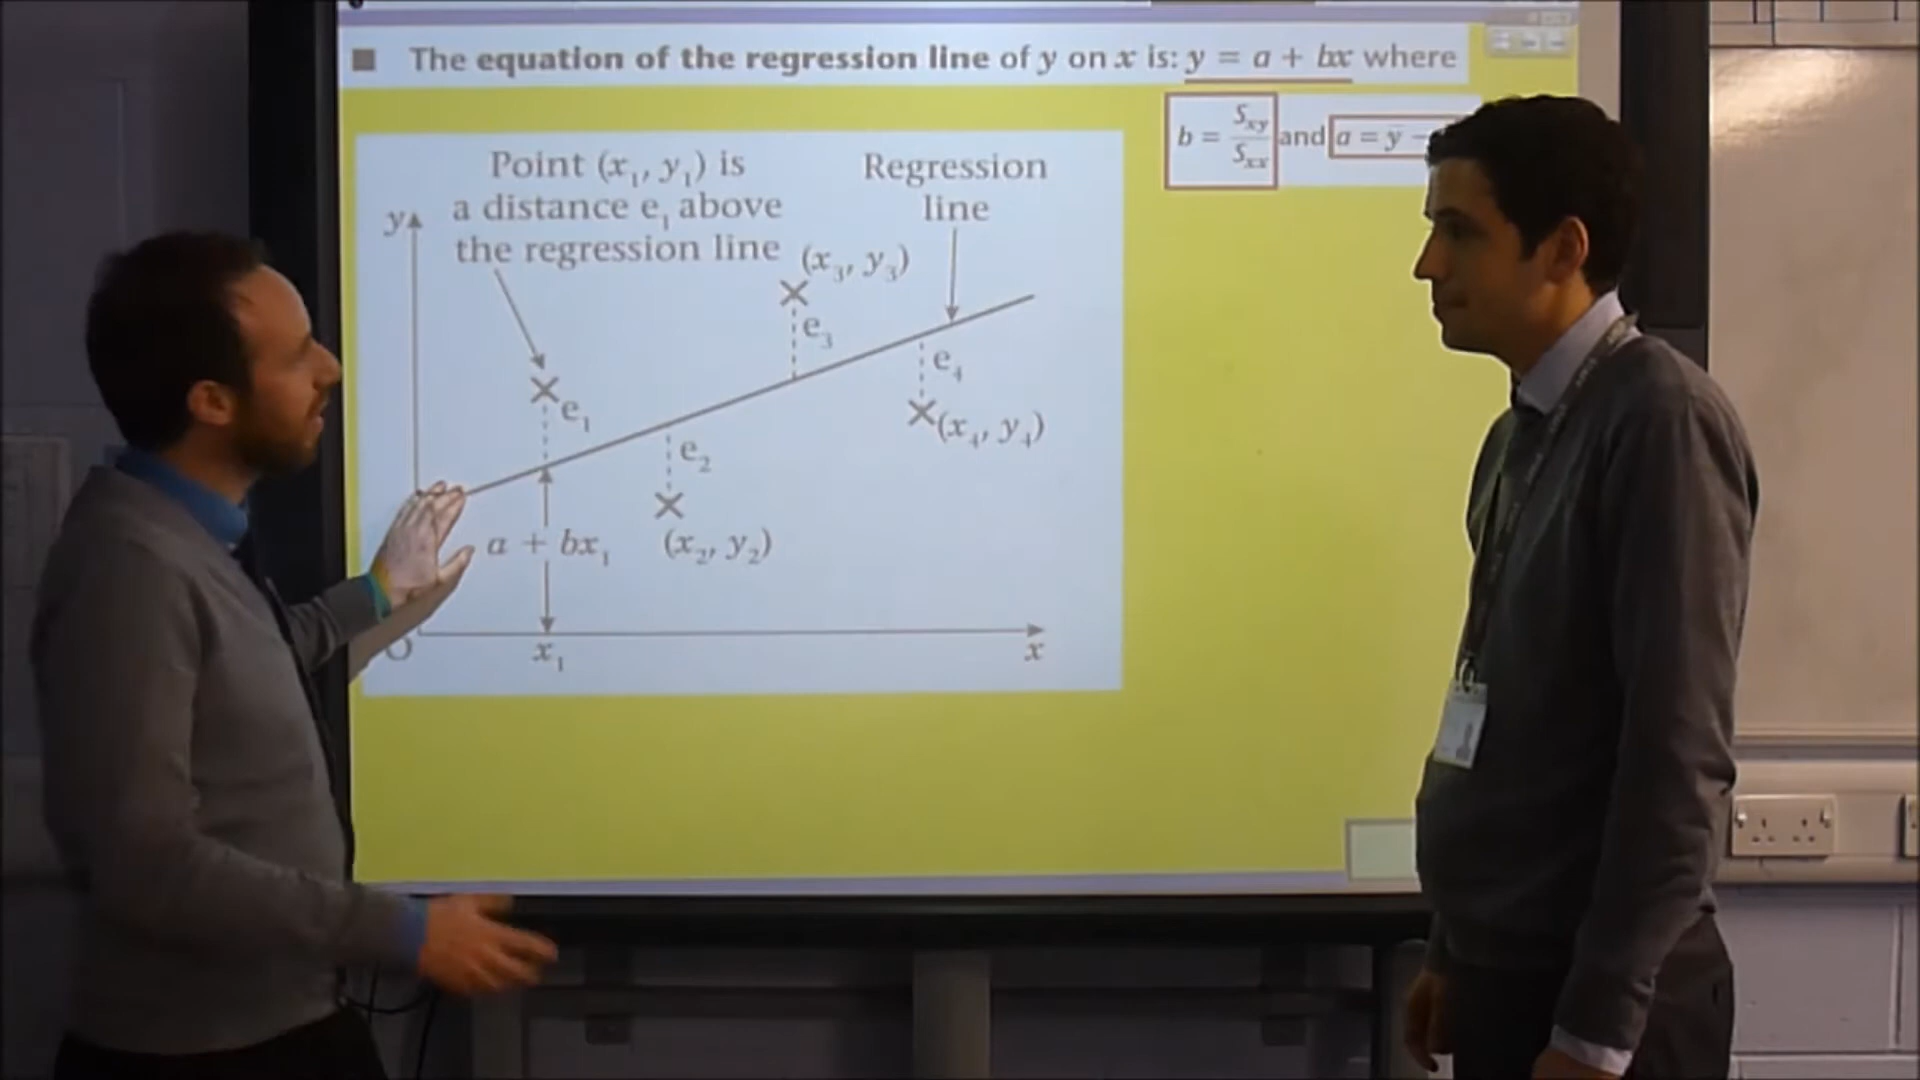 The equation of the regression line of y on x is: y = a + bx where
b = Sxy / Sxx and a = y −
Point (x₁, y₁) is
a distance e₁ above
the regression line
Regression
line
y
(x₃, y₃)
e₃
e₄
e₁
(x₄, y₄)
e₂
a + bx₁
(x₂, y₂)
O
x₁
x